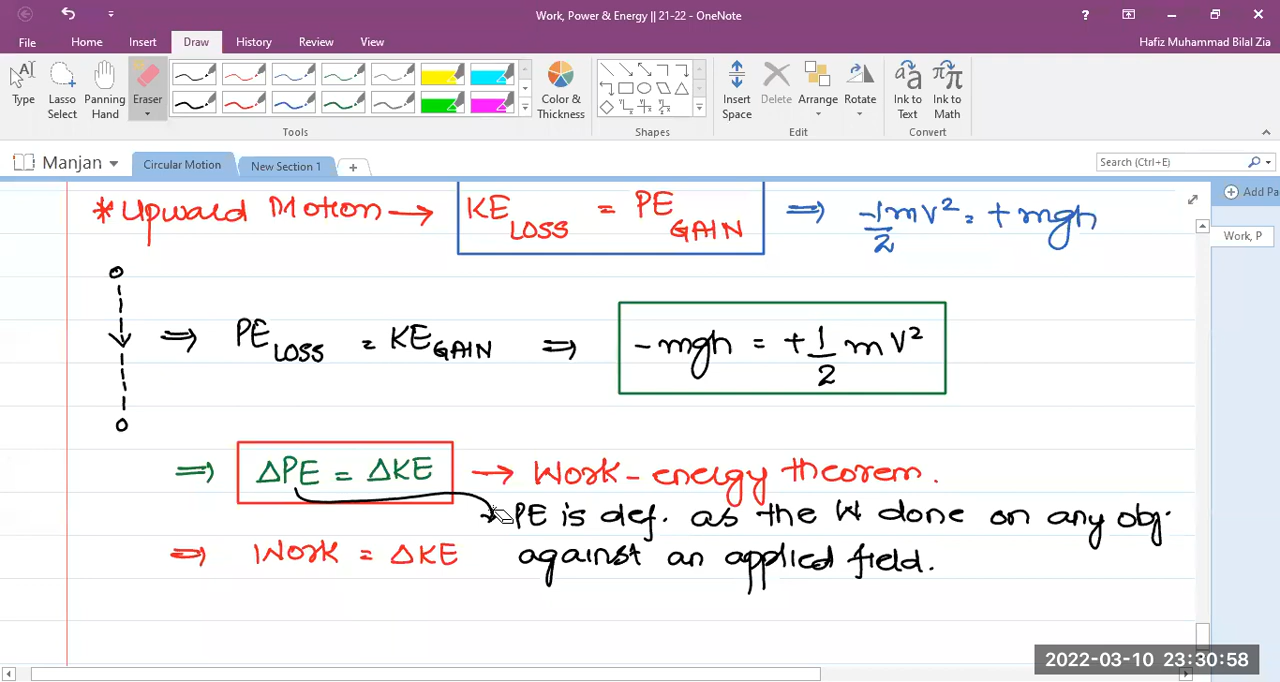 Work, Power & Energy || 21-22 - OneNote
File Home Insert Draw History Review View
Hafiz Muhammad Bilal Zia
Type Lasso Select Panning Hand Eraser
Color & Thickness
Insert Space Delete Arrange Rotate Ink to Text Ink to Math
Tools Shapes Edit Convert
Manjan Circular Motion New Section 1
Search (Ctrl+E)
Add Pa
Work, P
*Upward Motion → KE LOSS = PE GAIN ⇒ -1/2 mv² = + mgh
⇒ PE LOSS = KE GAIN ⇒ - mgh = + 1/2 m v²
⇒ ΔPE = ΔKE → Work-energy theorem.
→ PE is def. as the W done on any obj.
against an applied field.
⇒ Work = ΔKE
2022-03-10 23:30:58